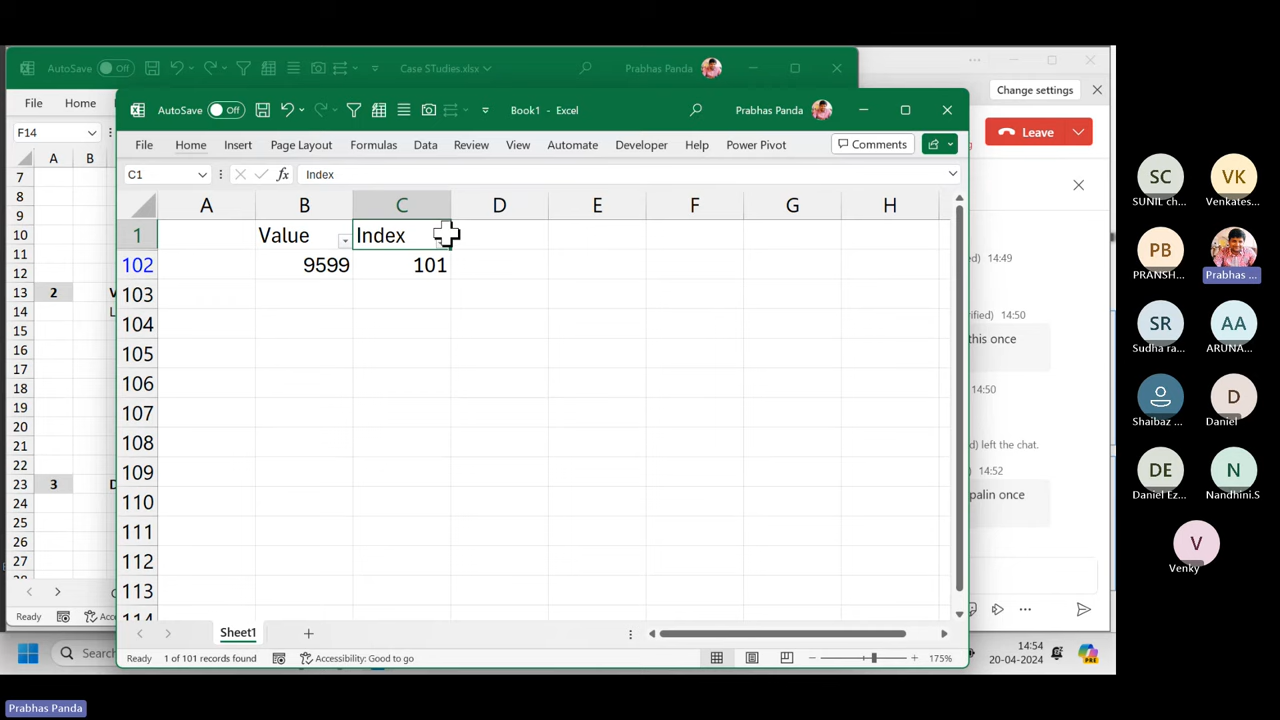 AutoSave Off
Case STudies.xlsx
Prabhas Panda
File Home
F14
A B
7
8
9
10
11
12
13 2 V
14 L
15
16
17
18
19
20
21
22
23 3 D
24
25
26
27
Ready
AutoSave Off
Book1 - Excel
Prabhas Panda
File Home Insert Page Layout Formulas Data Review View Automate Developer Help Power Pivot Comments
C1 fx Index
A B C D E F G H
1 Value Index
102 9599 101
103
104
105
106
107
108
109
110
111
112
113
Sheet1
Ready 1 of 101 records found Accessibility: Good to go 175%
Change settings
Leave
14:49
14:50
this once
14:50
left the chat.
14:52
palin once
Search
14:54
20-04-2024
PRE
SC
SUNIL ch...
VK
Venkates...
PB
PRANSH...
Prabhas ...
SR
Sudha ra...
AA
ARUNA...
Shaibaz ...
D
Daniel
DE
Daniel Ez...
N
Nandhini.S
V
Venky
Prabhas Panda